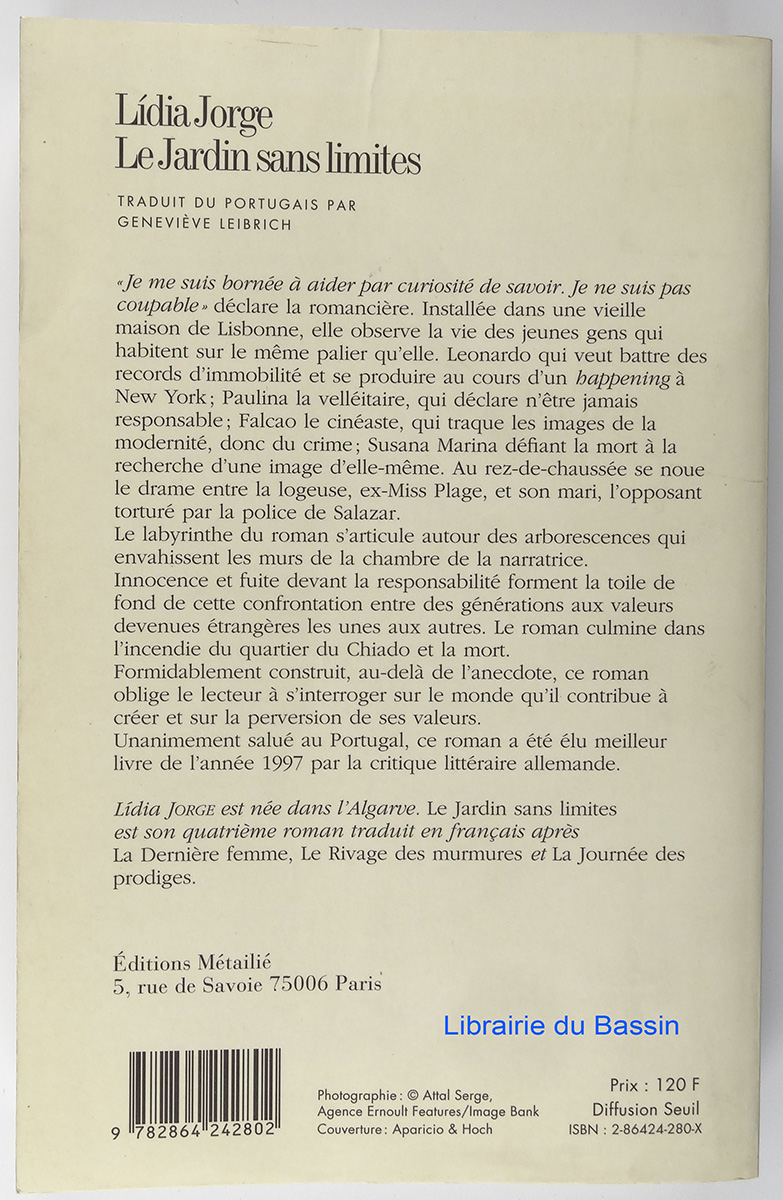 Lídia Jorge
Le Jardin sans limites
TRADUIT DU PORTUGAIS PAR
GENEVIÈVE LEIBRICH
«Je me suis bornée à aider par curiosité de savoir. Je ne suis pas
coupable» déclare la romancière. Installée dans une vieille
maison de Lisbonne, elle observe la vie des jeunes gens qui
habitent sur le même palier qu'elle. Leonardo qui veut battre des
records d'immobilité et se produire au cours d'un happening à
New York; Paulina la velléitaire, qui déclare n'être jamais
responsable; Falcao le cinéaste, qui traque les images de la
modernité, donc du crime; Susana Marina défiant la mort à la
recherche d'une image d'elle-même. Au rez-de-chaussée se noue
le drame entre la logeuse, ex-Miss Plage, et son mari, l'opposant
torturé par la police de Salazar.
Le labyrinthe du roman s'articule autour des arborescences qui
envahissent les murs de la chambre de la narratrice.
Innocence et fuite devant la responsabilité forment la toile de
fond de cette confrontation entre des générations aux valeurs
devenues étrangères les unes aux autres. Le roman culmine dans
l'incendie du quartier du Chiado et la mort.
Formidablement construit, au-delà de l'anecdote, ce roman
oblige le lecteur à s'interroger sur le monde qu'il contribue à
créer et sur la perversion de ses valeurs.
Unanimement salué au Portugal, ce roman a été élu meilleur
livre de l'année 1997 par la critique littéraire allemande.
Lídia JORGE est née dans l'Algarve. Le Jardin sans limites
est son quatrième roman traduit en français après
La Dernière femme, Le Rivage des murmures et La Journée des
prodiges.
Éditions Métailié
5, rue de Savoie 75006 Paris
Librairie du Bassin
9 782864 242802
Photographie : © Attal Serge,
Agence Ernoult Features/Image Bank
Couverture : Aparicio & Hoch
Prix : 120 F
Diffusion Seuil
ISBN : 2-86424-280-X